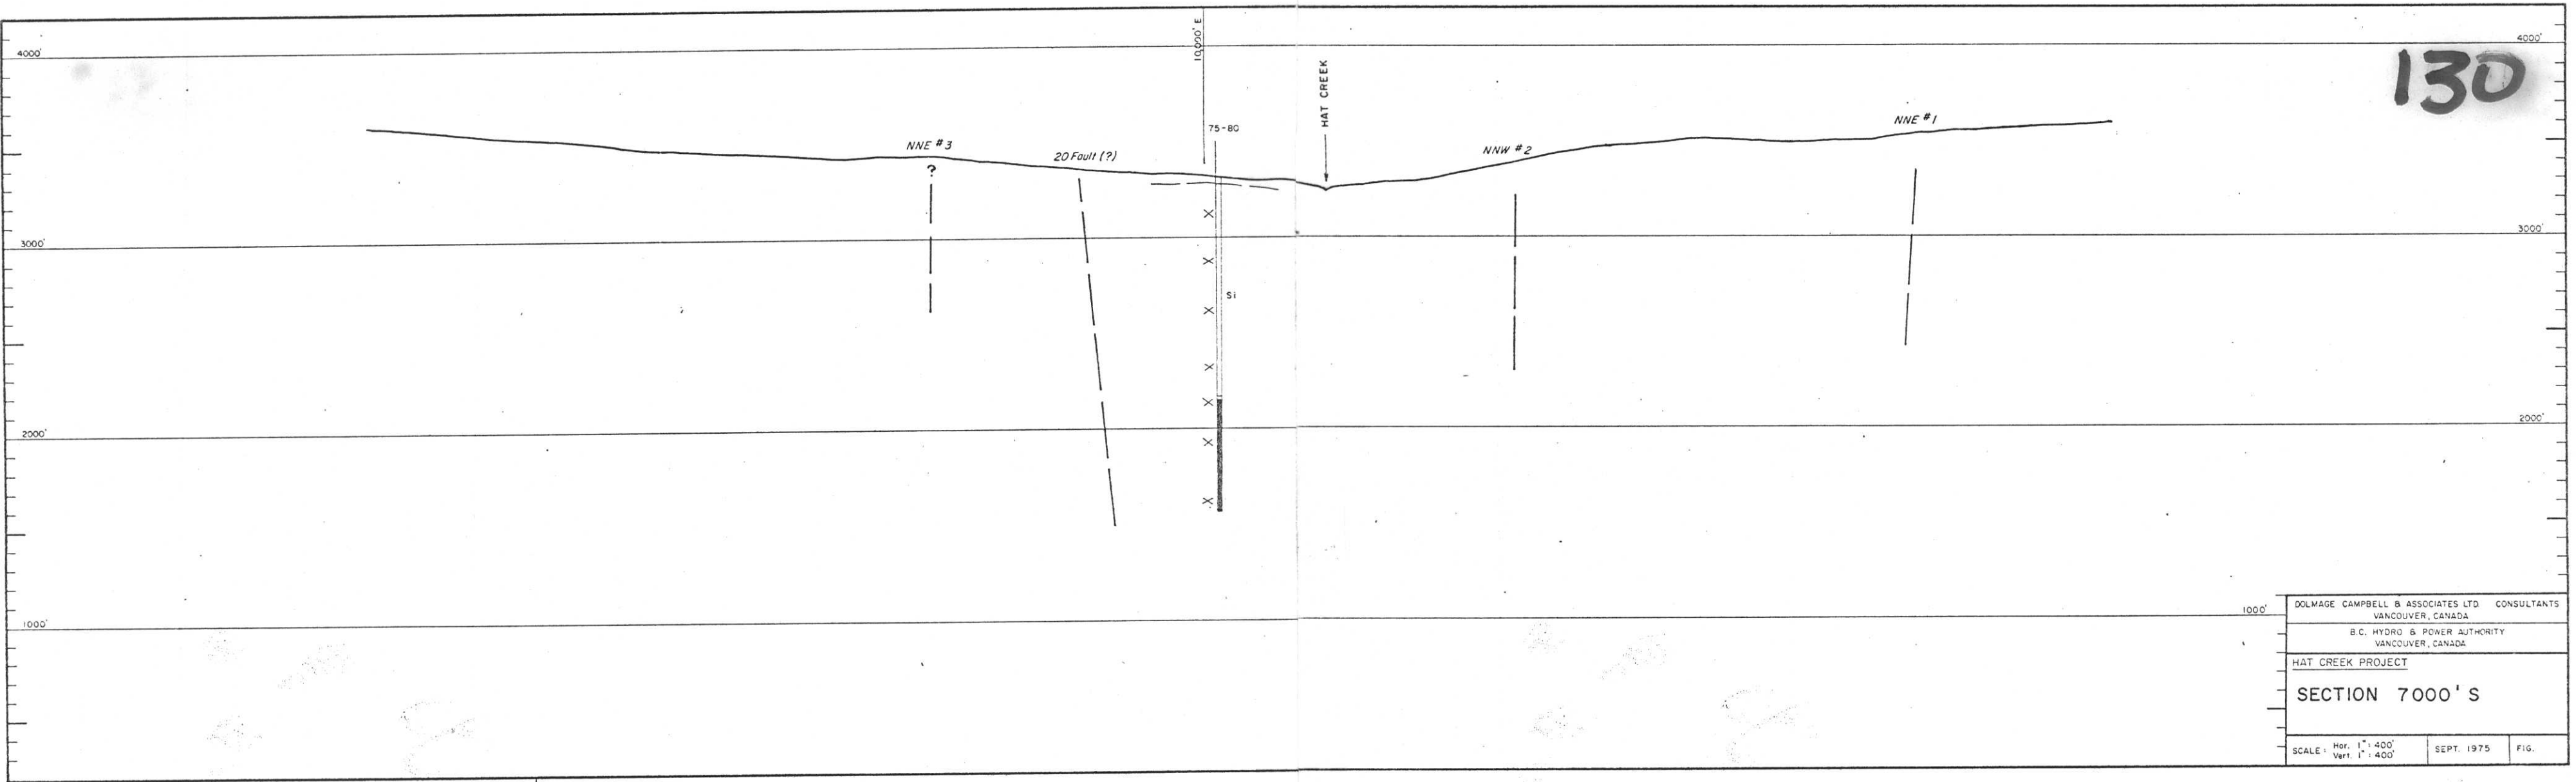 4000'
10,000' E
4000'
130
HAT CREEK
75-80
NNE #1
NNE #3
?
20 Fault (?)
NNW #2
X
3000'
3000'
X
Si
X
X
X
2000'
2000'
X
X
1000'
1000'
DOLMAGE CAMPBELL & ASSOCIATES LTD. CONSULTANTS
VANCOUVER, CANADA
B.C. HYDRO & POWER AUTHORITY
VANCOUVER, CANADA
HAT CREEK PROJECT
SECTION 7000'S
SCALE: Hor. 1" : 400'
Vert. 1" : 400'
SEPT. 1975
FIG.